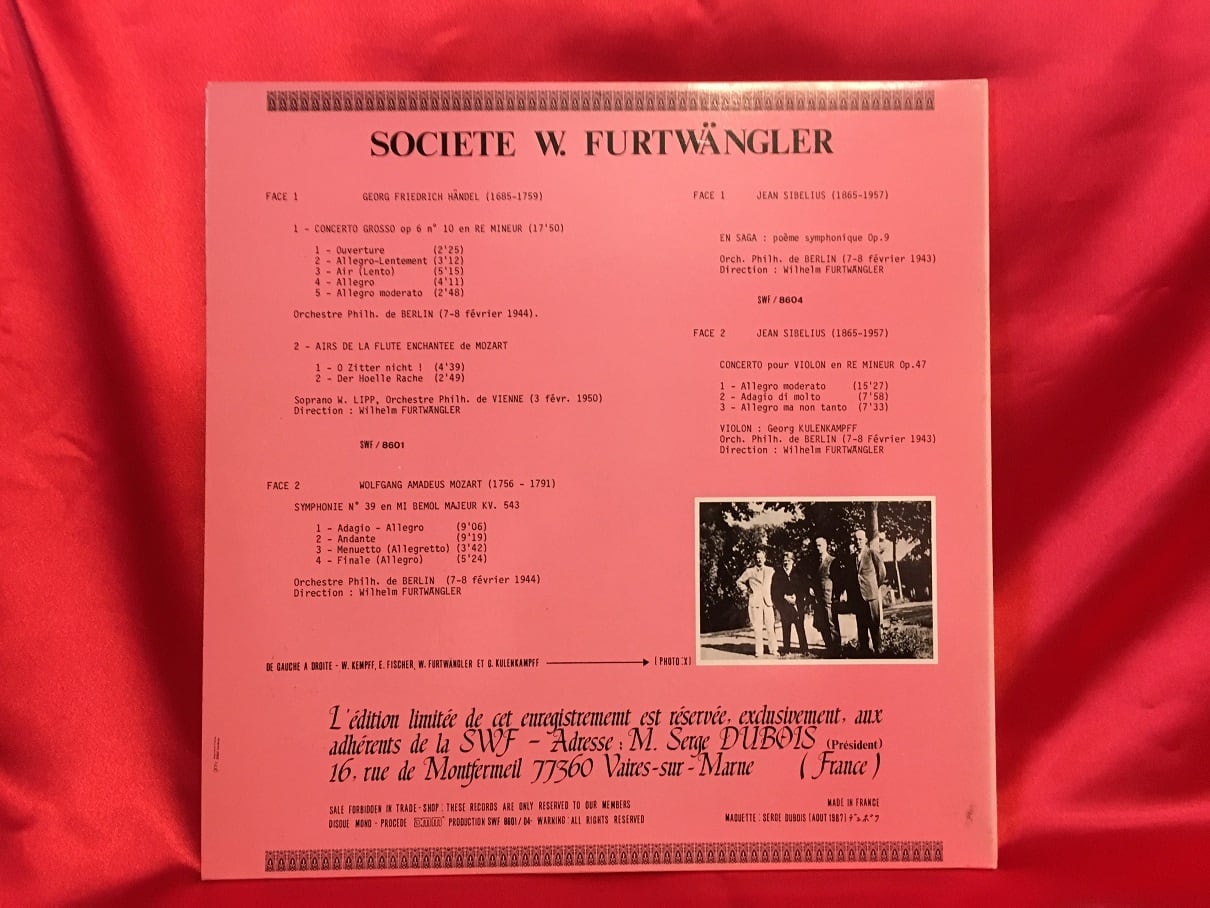 SOCIETE W. FURTWÄNGLER
FACE 1 GEORG FRIEDRICH HÄNDEL (1685-1759)
1 - CONCERTO GROSSO op 6 n° 10 en RE MINEUR (17'50)
1 - Ouverture (2'25)
2 - Allegro-Lentement (3'12)
3 - Air (Lento) (5'15)
4 - Allegro (4'11)
5 - Allegro moderato (2'48)
Orchestre Philh. de BERLIN (7-8 février 1944).
2 - AIRS DE LA FLUTE ENCHANTEE de MOZART
1 - O Zitter nicht ! (4'39)
2 - Der Hoelle Rache (2'49)
Soprano W. LIPP, Orchestre Philh. de VIENNE (3 févr. 1950)
Direction : Wilhelm FURTWÄNGLER
SWF / 8601
FACE 2 WOLFGANG AMADEUS MOZART (1756 - 1791)
SYMPHONIE N° 39 en MI BEMOL MAJEUR KV. 543
1 - Adagio - Allegro (9'06)
2 - Andante (9'19)
3 - Menuetto (Allegretto) (3'42)
4 - Finale (Allegro) (5'24)
Orchestre Philh. de BERLIN (7-8 février 1944)
Direction : Wilhelm FURTWÄNGLER
FACE 1 JEAN SIBELIUS (1865-1957)
EN SAGA : poème symphonique Op.9
Orch. Philh. de BERLIN (7-8 février 1943)
Direction : Wilhelm FURTWÄNGLER
SWF / 8604
FACE 2 JEAN SIBELIUS (1865-1957)
CONCERTO pour VIOLON en RE MINEUR Op.47
1 - Allegro moderato (15'27)
2 - Adagio di molto (7'58)
3 - Allegro ma non tanto (7'33)
VIOLON : Georg KULENKAMPFF
Orch. Philh. de BERLIN (7-8 Février 1943)
Direction : Wilhelm FURTWÄNGLER
DE GAUCHE A DROITE - W. KEMPFF, E. FISCHER, W. FURTWÄNGLER ET G. KULENKAMPFF (PHOTO:X)
L'édition limitée de cet enregistrememt est réservée, exclusivement, aux
adhérents de la SWF - Adresse : M. Serge DUBOIS (Président)
16, rue de Montfermeil 77360 Vaires-sur-Marne (France)
SALE FORBIDDEN IN TRADE-SHOP : THESE RECORDS ARE ONLY RESERVED TO OUR MEMBERS
DISQUE MONO - PROCEDE PRODUCTION SWF 8601/04 - WARNING : ALL RIGHTS RESERVED
MADE IN FRANCE
MAQUETTE : SERGE DUBOIS (AOUT 1987) デュボワ